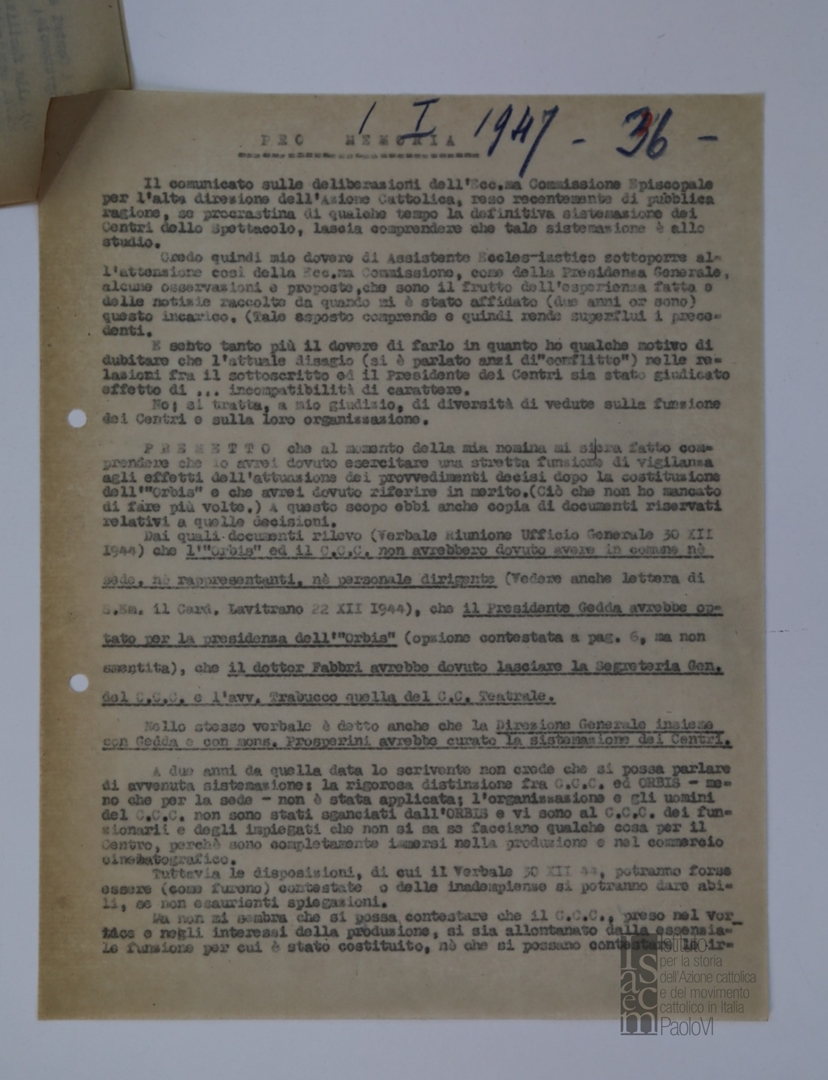 1 I 1947 - 36 -
PRO MEMORIA
Il comunicato sulle deliberazioni dell'Ecc.ma Commissione Episcopale
per l'alta direzione dell'Azione Cattolica, reso recentemente di pubblica
ragione, se procrastina di qualche tempo la definitiva sistemazione dei
Centri dello Spettacolo, lascia comprendere che tale sistemazione è allo
studio.
Credo quindi mio dovere di Assistente Eccles-iastico sottoporre al-
l'attenzione così della Ecc.ma Commissione, come della Presidenza Generale,
alcune osservazioni e proposte,che sono il frutto dell'esperienza fatta e
delle notizie raccolte da quando mi è stato affidato (due anni or sono)
questo incarico. (Tale esposto comprende e quindi rende superflui i prece-
denti.
E sento tanto più il dovere di farlo in quanto ho qualche motivo di
dubitare che l'attuale disagio (si è parlato anzi di"conflitto") nelle re-
lazioni fra il sottoscritto ed il Presidente dei Centri sia stato giudicato
effetto di ... incompatibilità di carattere.
No; si tratta, a mio giudizio, di diversità di vedute sulla funzione
dei Centri e sulla loro organizzazione.
PREMETTO che al momento della mia nomina mi si era fatto com-
prendere che io avrei dovuto esercitare una stretta funzione di vigilanza
agli effetti dell'attuazione dei provvedimenti decisi dopo la costituzione
dell'"Orbis" e che avrei dovuto riferire in merito.(Ciò che non ho mancato
di fare più volte.) A questo scopo ebbi anche copia di documenti riservati
relativi a quelle decisioni.
Dai quali documenti rilevo (Verbale Riunione Ufficio Generale 30 XII
1944) che l'"Orbis" ed il C.C.C. non avrebbero dovuto avere in comune nè
sede, nè rappresentanti, nè personale dirigente (Vedere anche lettera di
S.Em. il Card. Lavitrano 22 XII 1944), che il Presidente Gedda avrebbe op-
tato per la presidenza dell'"Orbis" (opzione contestata a pag. 6, ma non
smentita), che il dottor Fabbri avrebbe dovuto lasciare la Segreteria Gen.
del C.C.C. e l'avv. Trabucco quella del C.C. Teatrale.
Nello stesso verbale è detto anche che la Direzione Generale insieme
con Gedda e con mons. Prosperini avrebbe curato la sistemazione dei Centri.
A due anni da quella data lo scrivente non crede che si possa parlare
di avvenuta sistemazione: la rigorosa distinzione fra C.C.C. ed ORBIS - me-
no che per la sede - non è stata applicata; l'organizzazione e gli uomini
del C.C.C. non sono stati sganciati dall'ORBIS e vi sono al C.C.C. dei fun-
zionarii e degli impiegati che non si sa se facciano qualche cosa per il
Centro, perchè sono completamente immersi nella produzione e nel commercio
cinematografico.
Tuttavia le disposizioni, di cui il Verbale 30 XII 44, potranno forse
essere (come furono) contestate o delle inadempienze si potranno dare abi-
li, se non esaurienti spiegazioni.
Ma non mi sembra che si possa contestare che il C.C.C., preso nel vor_
tice e negli interessi della produzione, si sia allontanato dalla essenzia-
le funzione per cui è stato costituito, nè che si possano contestare le ir-
isacem
Istituto
per la storia
dell'Azione cattolica
e del movimento
cattolico in Italia
PaoloVI